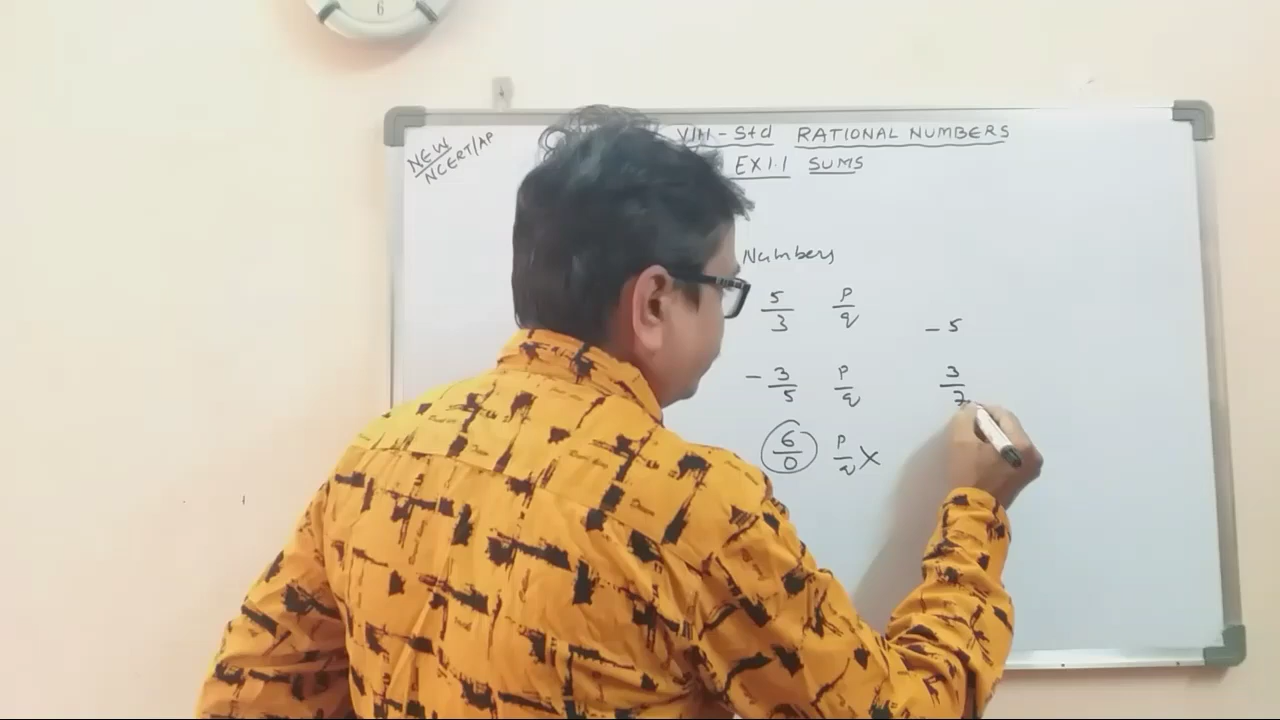 6
NEW
NCERT/AP
VIII - Std RATIONAL NUMBERS
EX 1.1 SUMS
Numbers
5/3 p/q
- 5
- 3/5 p/q
3/7
6/0 p/q X